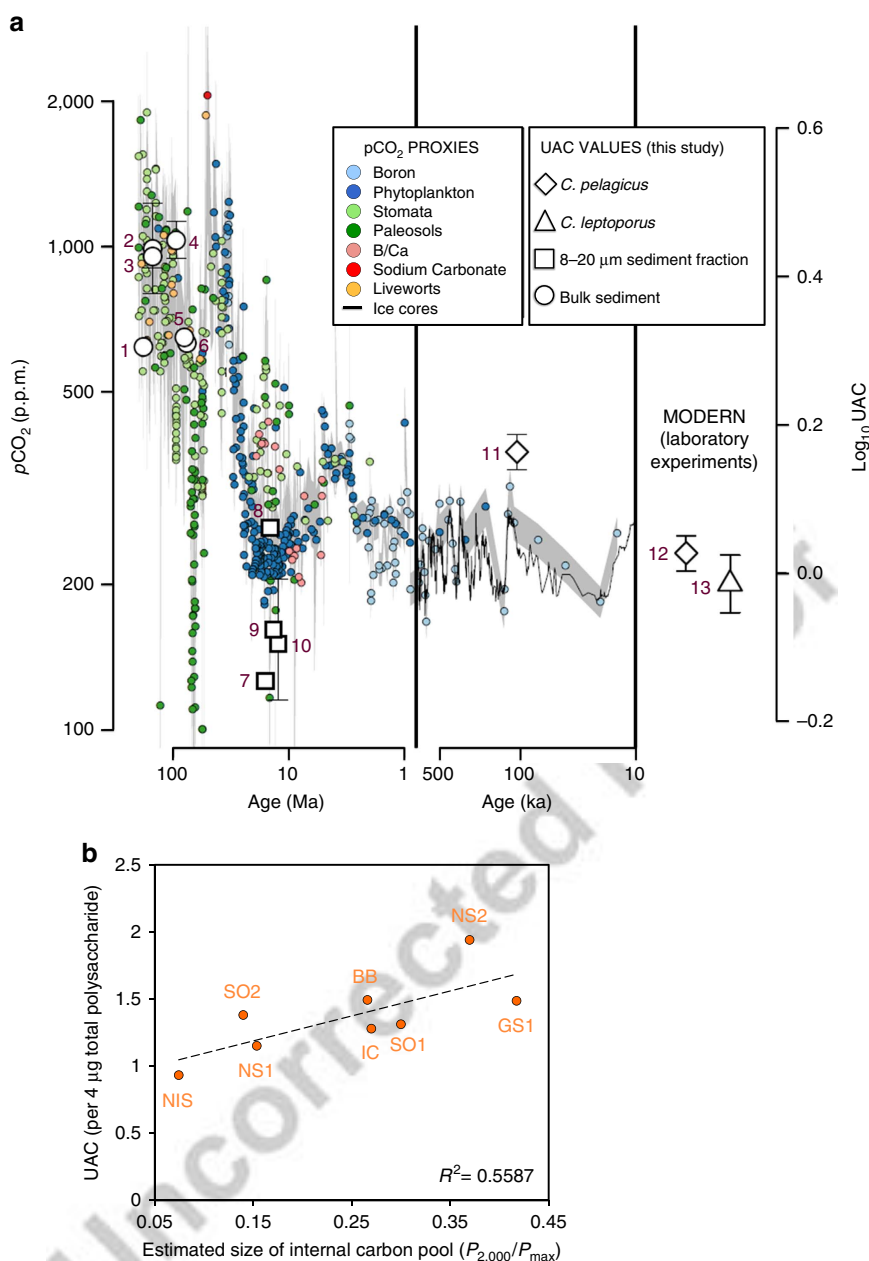 a
2,000
1,000
500
200
100
pCO2 (p.p.m.)
pCO2 PROXIES
Boron
Phytoplankton
Stomata
Paleosols
B/Ca
Sodium Carbonate
Liveworts
Ice cores
UAC VALUES (this study)
C. pelagicus
C. leptoporus
8–20 μm sediment fraction
Bulk sediment
0.6
0.4
0.2
0.0
–0.2
Log10 UAC
2
4
3
5
1
6
8
9
10
7
11
MODERN
(laboratory
experiments)
12
13
100
10
1
500
100
10
Age (Ma)
Age (ka)
b
2.5
2
1.5
1
0.5
0
UAC (per 4 μg total polysaccharide)
NS2
BB
SO2
GS1
IC
SO1
NS1
NIS
R2= 0.5587
0.05
0.15
0.25
0.35
0.45
Estimated size of internal carbon pool (P2,000/Pmax)
Uncorrected